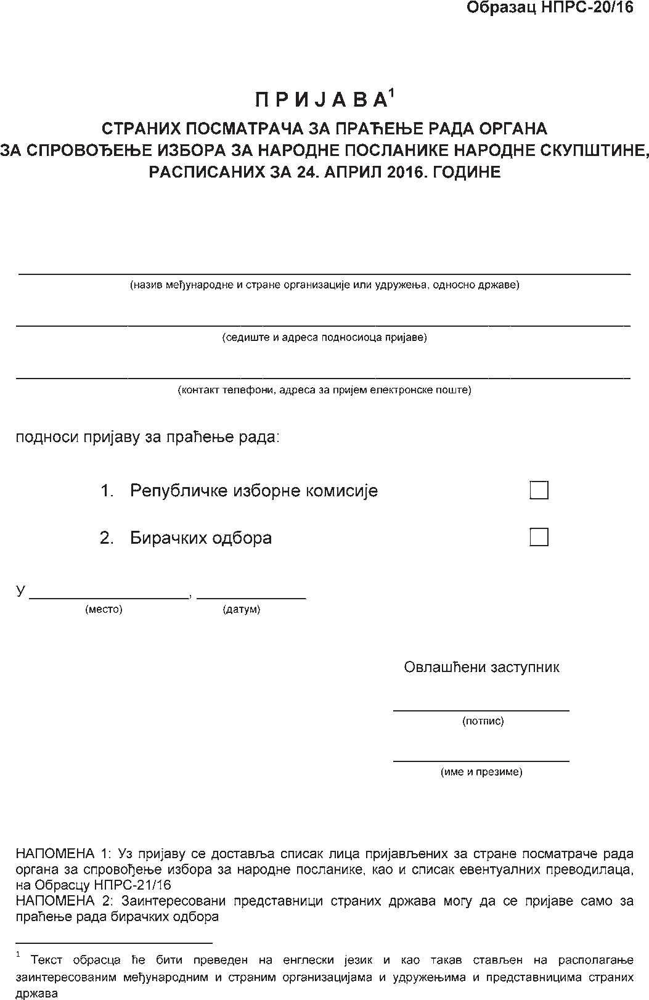 Образац НПРС-20/16
П Р И Ј А В А¹
СТРАНИХ ПОСМАТРАЧА ЗА ПРАЋЕЊЕ РАДА ОРГАНА
ЗА СПРОВОЂЕЊЕ ИЗБОРА ЗА НАРОДНЕ ПОСЛАНИКЕ НАРОДНЕ СКУПШТИНЕ,
РАСПИСАНИХ ЗА 24. АПРИЛ 2016. ГОДИНЕ
(назив међународне и стране организације или удружења, односно државе)
(седиште и адреса подносиоца пријаве)
(контакт телефони, адреса за пријем електронске поште)
подноси пријаву за праћење рада:
1. Републичке изборне комисије
2. Бирачких одбора
У ____________________, ______________
(место) (датум)
Овлашћени заступник
(потпис)
(име и презиме)
НАПОМЕНА 1: Уз пријаву се доставља списак лица пријављених за стране посматраче рада
органа за спровођење избора за народне посланике, као и списак евентуалних преводилаца,
на Обрасцу НПРС-21/16
НАПОМЕНА 2: Заинтересовани представници страних држава могу да се пријаве само за
праћење рада бирачких одбора
¹ Текст обрасца ће бити преведен на енглески језик и као такав стављен на располагање
заинтересованим међународним и страним организацијама и удружењима и представницима страних
држава